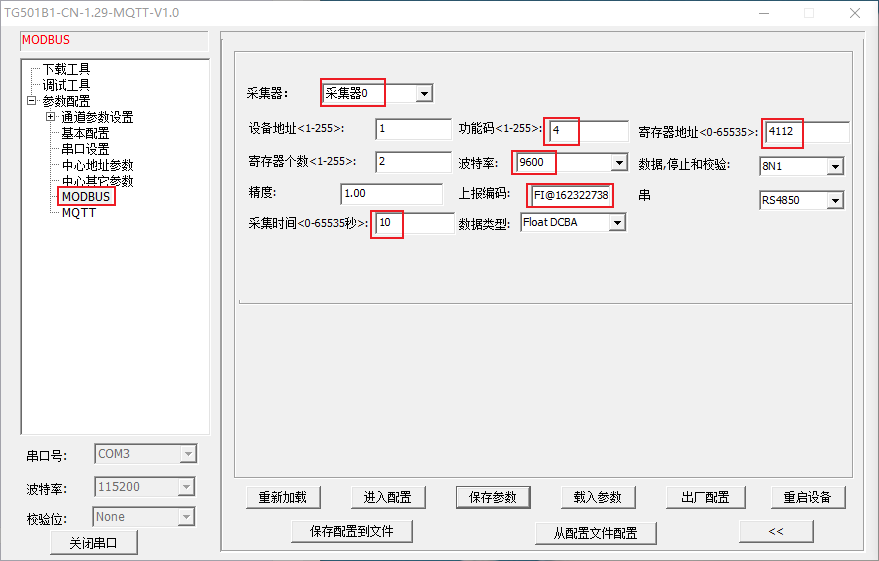 TG501B1-CN-1.29-MQTT-V1.0
MODBUS
下载工具
调试工具
参数配置
通道参数设置
基本配置
串口设置
中心地址参数
中心其它参数
MODBUS
MQTT
串口号: COM3
波特率: 115200
校验位: None
关闭串口
采集器: 采集器0
设备地址<1-255>: 1 功能码<1-255>: 4 寄存器地址<0-65535>: 4112
寄存器个数<1-255>: 2 波特率: 9600 数据,停止和校验: 8N1
精度: 1.00 上报编码: FI@162322738 串 RS4850
采集时间<0-65535秒>: 10 数据类型: Float DCBA
重新加载 进入配置 保存参数 载入参数 出厂配置 重启设备
保存配置到文件 从配置文件配置 <<